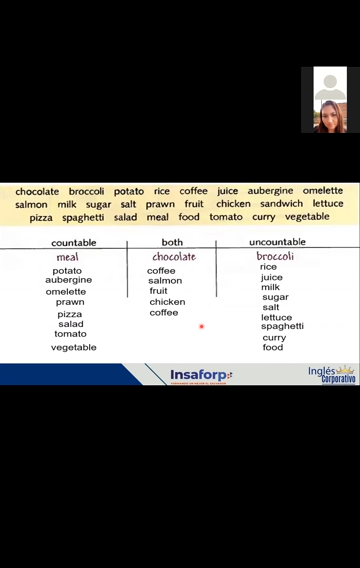 chocolate broccoli potato rice coffee juice aubergine omelette
salmon milk sugar salt prawn fruit chicken sandwich lettuce
pizza spaghetti salad meal food tomato curry vegetable
countable both uncountable
meal chocolate broccoli
potato coffee rice
aubergine salmon juice
omelette fruit milk
prawn chicken sugar
pizza coffee salt
salad lettuce
tomato spaghetti
curry
vegetable food
Insaforp
Inglés
Corporativo